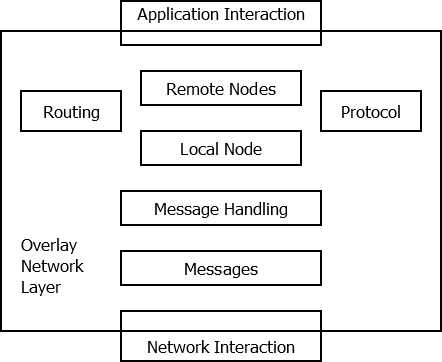 Application Interaction
Remote Nodes
Routing
Protocol
Local Node
Message Handling
Overlay
Network
Layer
Messages
Network Interaction